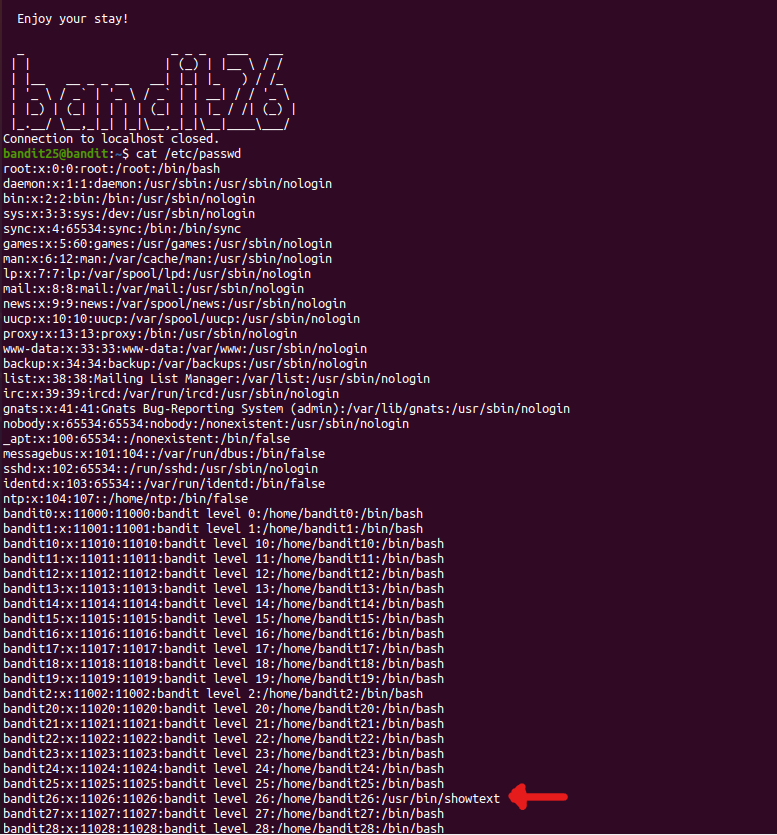 Enjoy your stay!
  _                     _ _ _   ___   __
 | |                   | (_) | |__ \ / /
 | |__   __ _ _ __   __| |_| |_   ) / /_
 | '_ \ / _` | '_ \ / _` | | __| / / '_ \
 | |_) | (_| | | | | (_| | | |_ / /| (_) |
 |_.__/ \__,_|_| |_|\__,_|_|\__|____\___/
Connection to localhost closed.
bandit25@bandit:~$ cat /etc/passwd
root:x:0:0:root:/root:/bin/bash
daemon:x:1:1:daemon:/usr/sbin:/usr/sbin/nologin
bin:x:2:2:bin:/bin:/usr/sbin/nologin
sys:x:3:3:sys:/dev:/usr/sbin/nologin
sync:x:4:65534:sync:/bin:/bin/sync
games:x:5:60:games:/usr/games:/usr/sbin/nologin
man:x:6:12:man:/var/cache/man:/usr/sbin/nologin
lp:x:7:7:lp:/var/spool/lpd:/usr/sbin/nologin
mail:x:8:8:mail:/var/mail:/usr/sbin/nologin
news:x:9:9:news:/var/spool/news:/usr/sbin/nologin
uucp:x:10:10:uucp:/var/spool/uucp:/usr/sbin/nologin
proxy:x:13:13:proxy:/bin:/usr/sbin/nologin
www-data:x:33:33:www-data:/var/www:/usr/sbin/nologin
backup:x:34:34:backup:/var/backups:/usr/sbin/nologin
list:x:38:38:Mailing List Manager:/var/list:/usr/sbin/nologin
irc:x:39:39:ircd:/var/run/ircd:/usr/sbin/nologin
gnats:x:41:41:Gnats Bug-Reporting System (admin):/var/lib/gnats:/usr/sbin/nologin
nobody:x:65534:65534:nobody:/nonexistent:/usr/sbin/nologin
_apt:x:100:65534::/nonexistent:/bin/false
messagebus:x:101:104::/var/run/dbus:/bin/false
sshd:x:102:65534::/run/sshd:/usr/sbin/nologin
identd:x:103:65534::/var/run/identd:/bin/false
ntp:x:104:107::/home/ntp:/bin/false
bandit0:x:11000:11000:bandit level 0:/home/bandit0:/bin/bash
bandit1:x:11001:11001:bandit level 1:/home/bandit1:/bin/bash
bandit10:x:11010:11010:bandit level 10:/home/bandit10:/bin/bash
bandit11:x:11011:11011:bandit level 11:/home/bandit11:/bin/bash
bandit12:x:11012:11012:bandit level 12:/home/bandit12:/bin/bash
bandit13:x:11013:11013:bandit level 13:/home/bandit13:/bin/bash
bandit14:x:11014:11014:bandit level 14:/home/bandit14:/bin/bash
bandit15:x:11015:11015:bandit level 15:/home/bandit15:/bin/bash
bandit16:x:11016:11016:bandit level 16:/home/bandit16:/bin/bash
bandit17:x:11017:11017:bandit level 17:/home/bandit17:/bin/bash
bandit18:x:11018:11018:bandit level 18:/home/bandit18:/bin/bash
bandit19:x:11019:11019:bandit level 19:/home/bandit19:/bin/bash
bandit2:x:11002:11002:bandit level 2:/home/bandit2:/bin/bash
bandit20:x:11020:11020:bandit level 20:/home/bandit20:/bin/bash
bandit21:x:11021:11021:bandit level 21:/home/bandit21:/bin/bash
bandit22:x:11022:11022:bandit level 22:/home/bandit22:/bin/bash
bandit23:x:11023:11023:bandit level 23:/home/bandit23:/bin/bash
bandit24:x:11024:11024:bandit level 24:/home/bandit24:/bin/bash
bandit25:x:11025:11025:bandit level 25:/home/bandit25:/bin/bash
bandit26:x:11026:11026:bandit level 26:/home/bandit26:/usr/bin/showtext
bandit27:x:11027:11027:bandit level 27:/home/bandit27:/bin/bash
bandit28:x:11028:11028:bandit level 28:/home/bandit28:/bin/bash